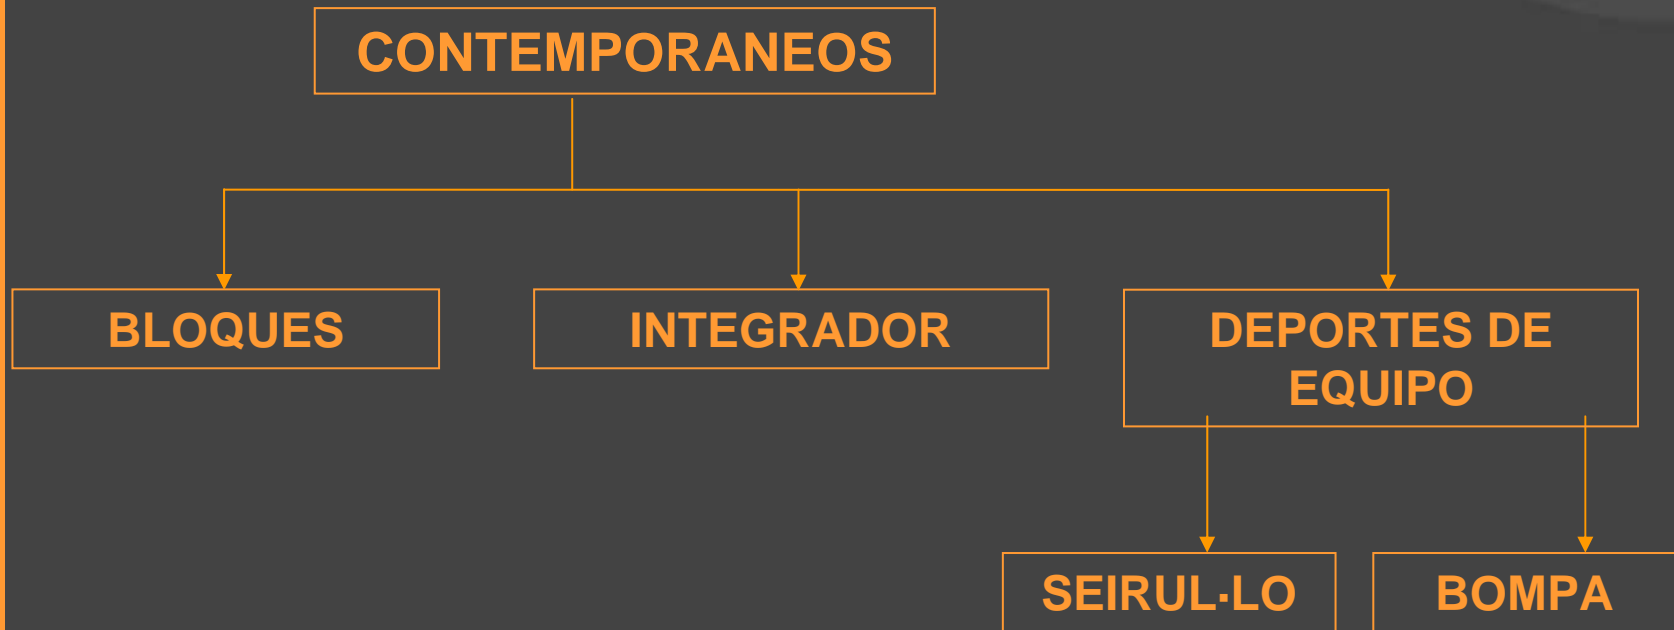 CONTEMPORANEOS
BLOQUES
INTEGRADOR
DEPORTES DE
EQUIPO
SEIRUL·LO
BOMPA